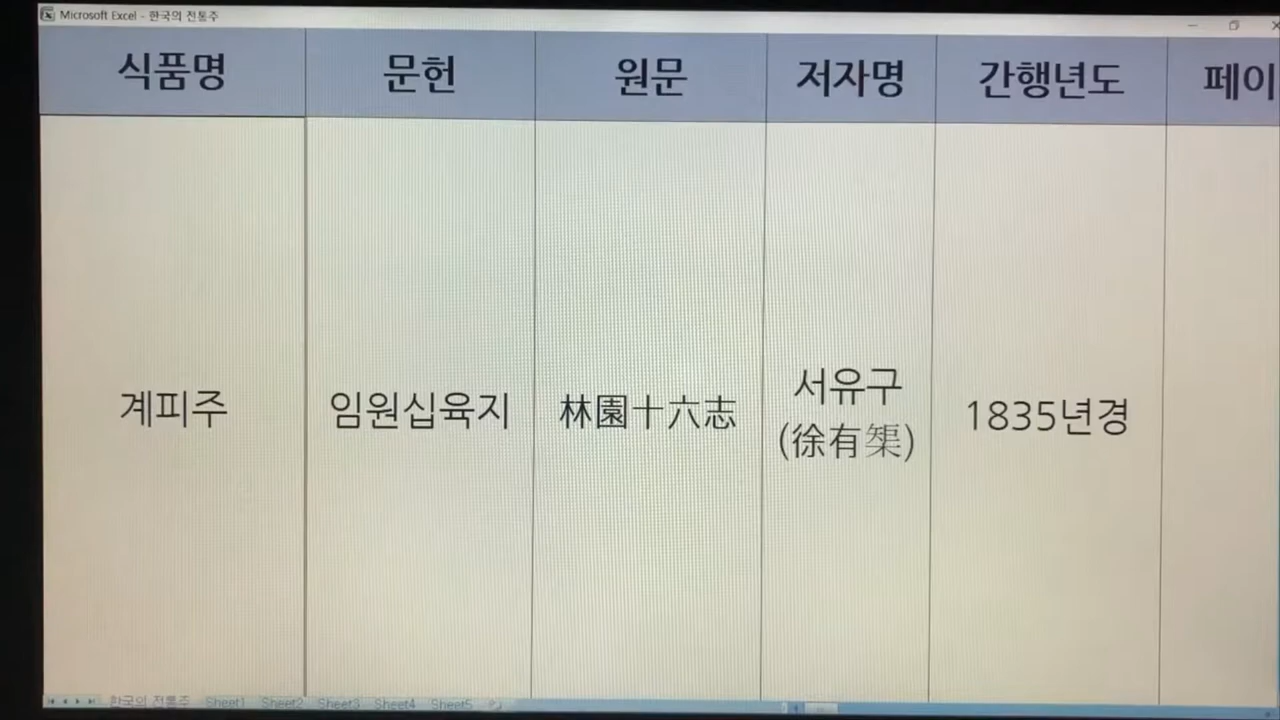 Microsoft Excel - 한국의 전통주
식품명 문헌 원문 저자명 간행년도 페이
계피주 임원십육지 林園十六志 서유구 1835년경
(徐有榘)
한국의 전통주 Sheet1 Sheet2 Sheet3 Sheet4 Sheet5